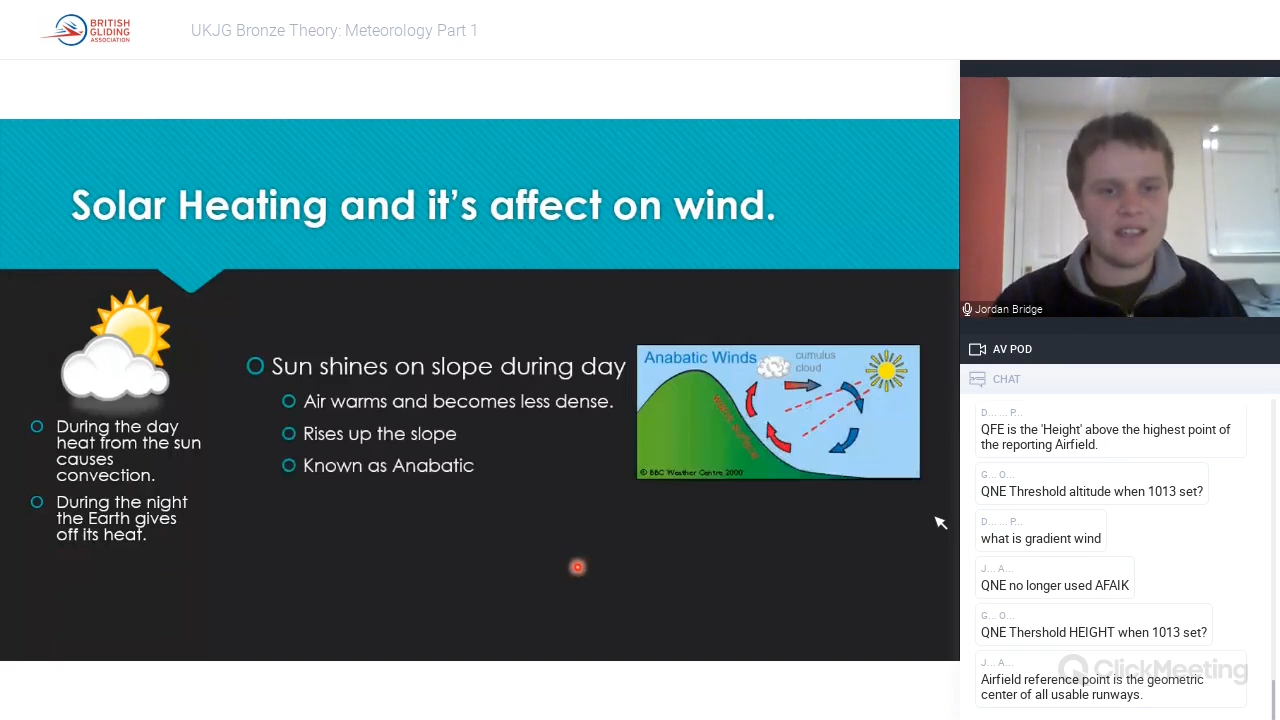 BRITISH
GLIDING
ASSOCIATION
UKJG Bronze Theory: Meteorology Part 1
Solar Heating and it's affect on wind.
During the day
heat from the sun
causes
convection.
During the night
the Earth gives
off its heat.
Sun shines on slope during day
Air warms and becomes less dense.
Rises up the slope
Known as Anabatic
Anabatic Winds
cumulus
cloud
© BBC Weather Centre 2000
Jordan Bridge
AV POD
CHAT
D... ... P...
QFE is the 'Height' above the highest point of
the reporting Airfield.
G... O...
QNE Threshold altitude when 1013 set?
D... ... P...
what is gradient wind
J... A...
QNE no longer used AFAIK
G... O...
QNE Thershold HEIGHT when 1013 set?
J... A...
Airfield reference point is the geometric
center of all usable runways.
ClickMeeting